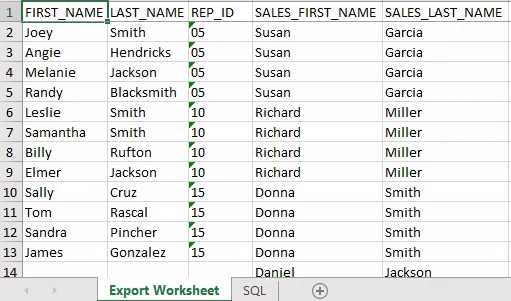 1 FIRST_NAME LAST_NAME REP_ID SALES_FIRST_NAME SALES_LAST_NAME
2 Joey Smith 05 Susan Garcia
3 Angie Hendricks 05 Susan Garcia
4 Melanie Jackson 05 Susan Garcia
5 Randy Blacksmith 05 Susan Garcia
6 Leslie Smith 10 Richard Miller
7 Samantha Smith 10 Richard Miller
8 Billy Rufton 10 Richard Miller
9 Elmer Jackson 10 Richard Miller
10 Sally Cruz 15 Donna Smith
11 Tom Rascal 15 Donna Smith
12 Sandra Pincher 15 Donna Smith
13 James Gonzalez 15 Donna Smith
14 Daniel Jackson
Export Worksheet SQL